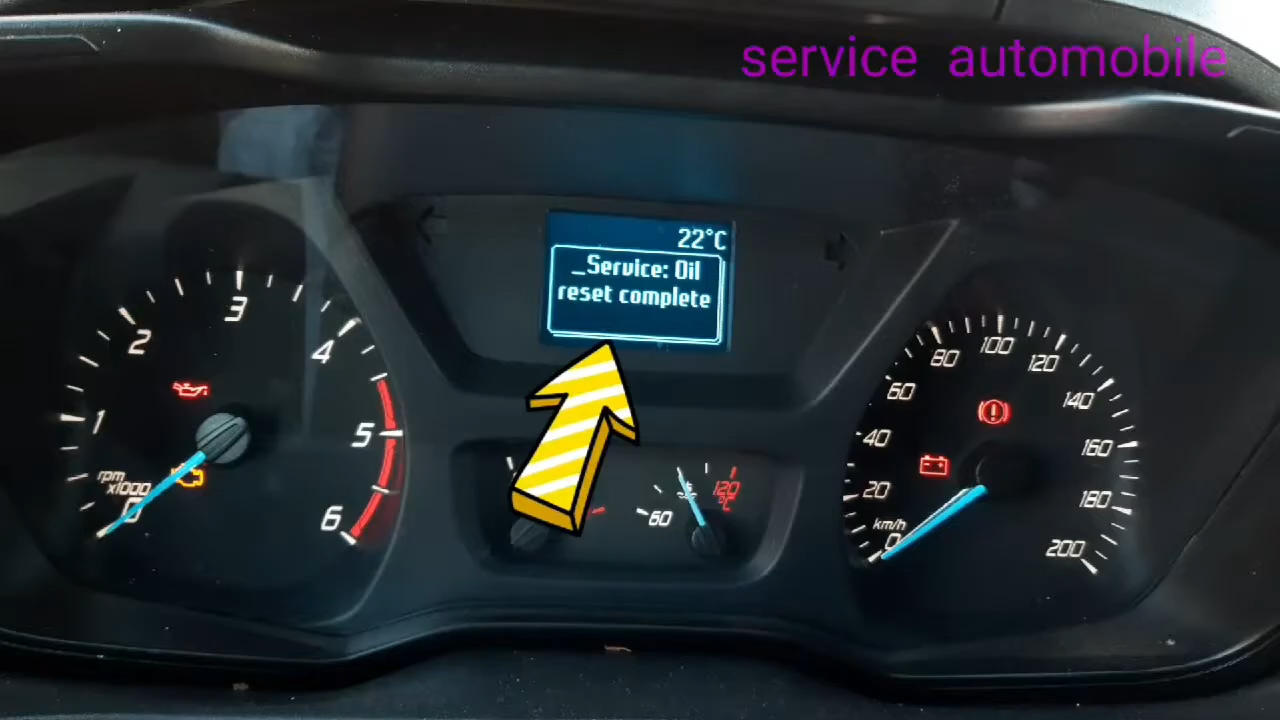 service automobile
22°C
_Service: Oil
reset complete
1
2
3
4
5
6
rpm
x1000
0
60
120
°C
0
20
40
60
80
100
120
140
160
180
200
km/h